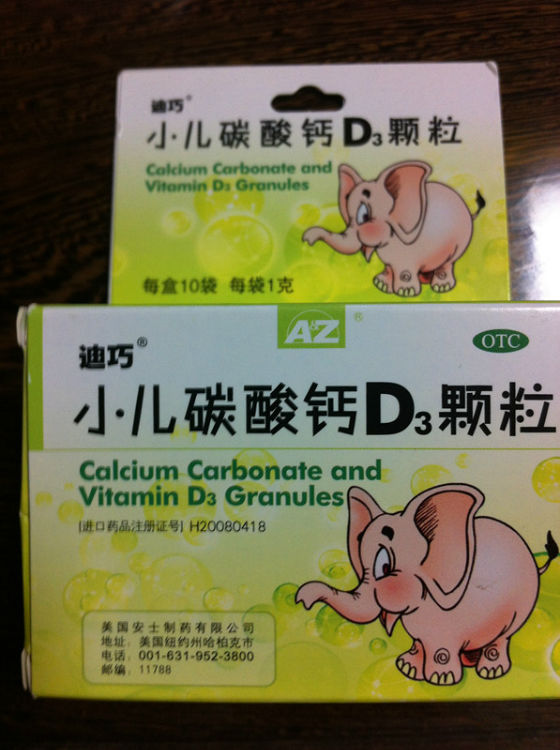 迪巧®
小儿碳酸钙D3颗粒
Calcium Carbonate and
Vitamin D3 Granules
每盒10袋 每袋1克
A&Z®
OTC
迪巧®
小儿碳酸钙D3颗粒
Calcium Carbonate and
Vitamin D3 Granules
[进口药品注册证号] H20080418
美国安士制药有限公司
地址：美国纽约州哈柏克市
电话：001-631-952-3800
邮编：11788